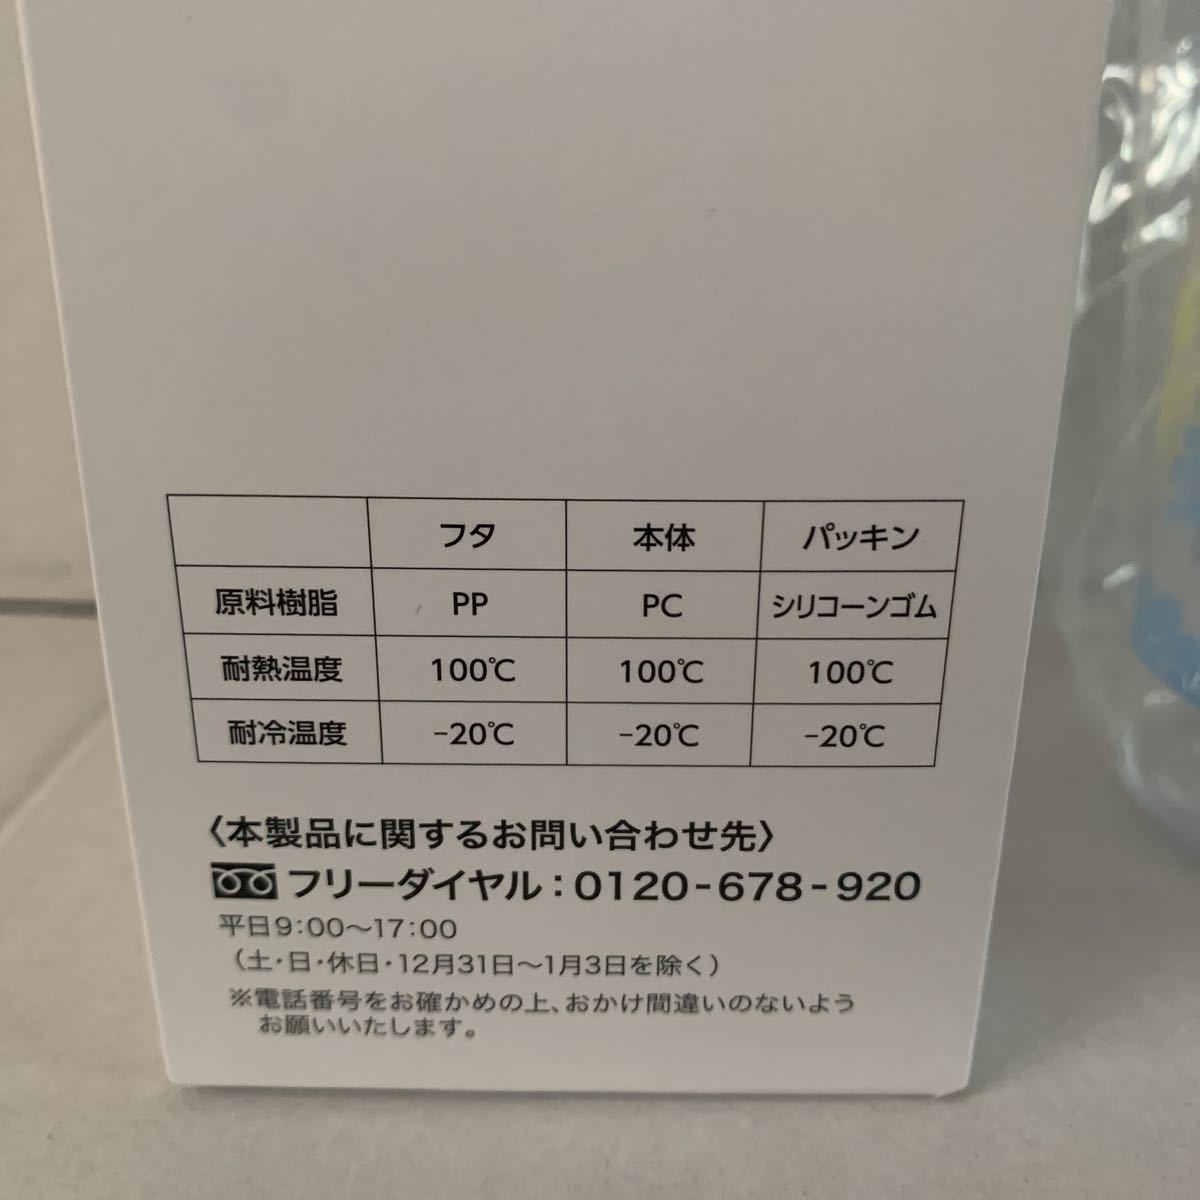 フタ 本体 パッキン
原料樹脂 PP PC シリコーンゴム
耐熱温度 100℃ 100℃ 100℃
耐冷温度 -20℃ -20℃ -20℃
〈本製品に関するお問い合わせ先〉
フリーダイヤル：0120-678-920
平日9：00〜17：00
（土・日・休日・12月31日〜1月3日を除く）
※電話番号をお確かめの上、おかけ間違いのないよう
お願いいたします。